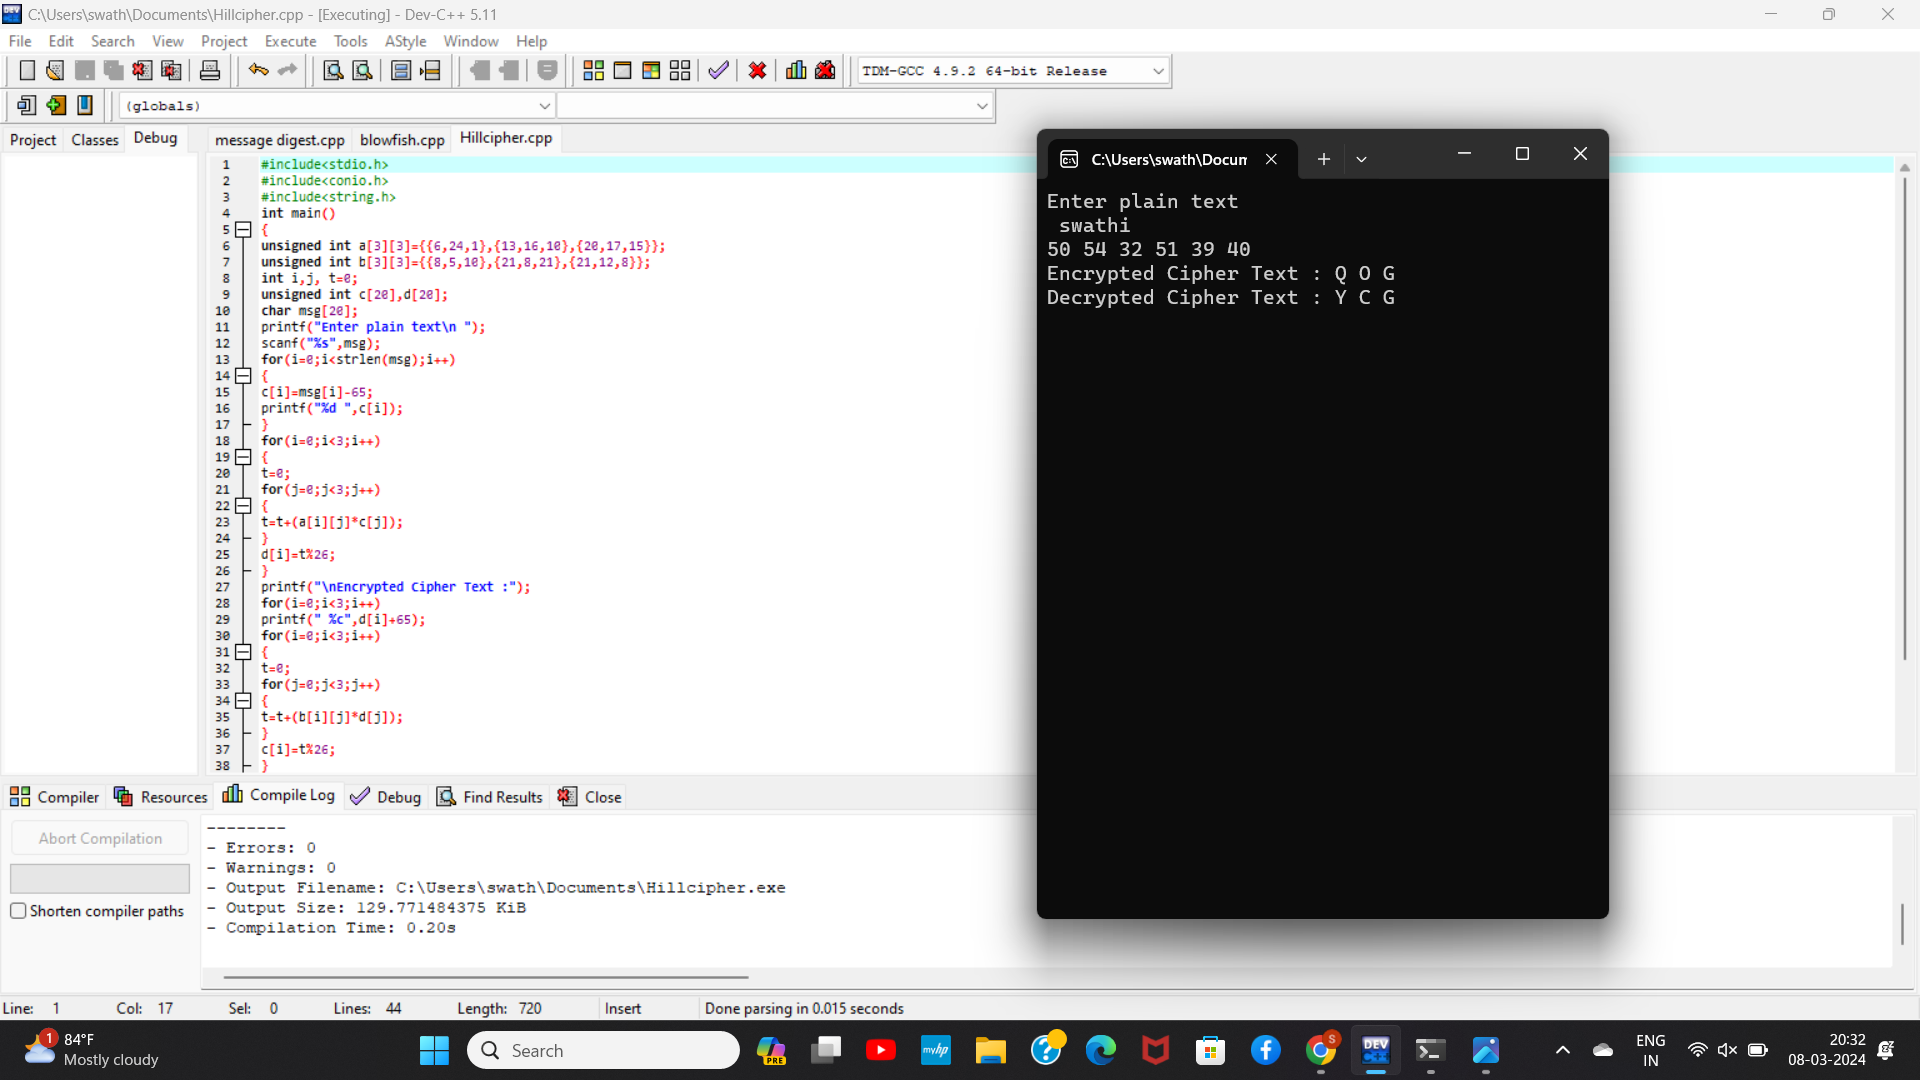 C:\Users\swath\Documents\Hillcipher.cpp - [Executing] - Dev-C++ 5.11
File Edit Search View Project Execute Tools AStyle Window Help
TDM-GCC 4.9.2 64-bit Release
(globals)
Project Classes Debug
message digest.cpp blowfish.cpp Hillcipher.cpp
1 #include<stdio.h>
2 #include<conio.h>
3 #include<string.h>
4 int main()
5 {
6 unsigned int a[3][3]={{6,24,1},{13,16,10},{20,17,15}};
7 unsigned int b[3][3]={{8,5,10},{21,8,21},{21,12,8}};
8 int i,j, t=0;
9 unsigned int c[20],d[20];
10 char msg[20];
11 printf("Enter plain text\n ");
12 scanf("%s",msg);
13 for(i=0;i<strlen(msg);i++)
14 {
15 c[i]=msg[i]-65;
16 printf("%d ",c[i]);
17 }
18 for(i=0;i<3;i++)
19 {
20 t=0;
21 for(j=0;j<3;j++)
22 {
23 t=t+(a[i][j]*c[j]);
24 }
25 d[i]=t%26;
26 }
27 printf("\nEncrypted Cipher Text :");
28 for(i=0;i<3;i++)
29 printf(" %c",d[i]+65);
30 for(i=0;i<3;i++)
31 {
32 t=0;
33 for(j=0;j<3;j++)
34 {
35 t=t+(b[i][j]*d[j]);
36 }
37 c[i]=t%26;
38 }
C:\Users\swath\Docum
Enter plain text
swathi
50 54 32 51 39 40
Encrypted Cipher Text : Q O G
Decrypted Cipher Text : Y C G
Compiler Resources Compile Log Debug Find Results Close
Abort Compilation
Shorten compiler paths
--------
- Errors: 0
- Warnings: 0
- Output Filename: C:\Users\swath\Documents\Hillcipher.exe
- Output Size: 129.771484375 KiB
- Compilation Time: 0.20s
Line: 1 Col: 17 Sel: 0 Lines: 44 Length: 720 Insert Done parsing in 0.015 seconds
1
84°F
Mostly cloudy
Search
PRE
myhp
S
DEV
C++
ENG
IN
20:32
08-03-2024